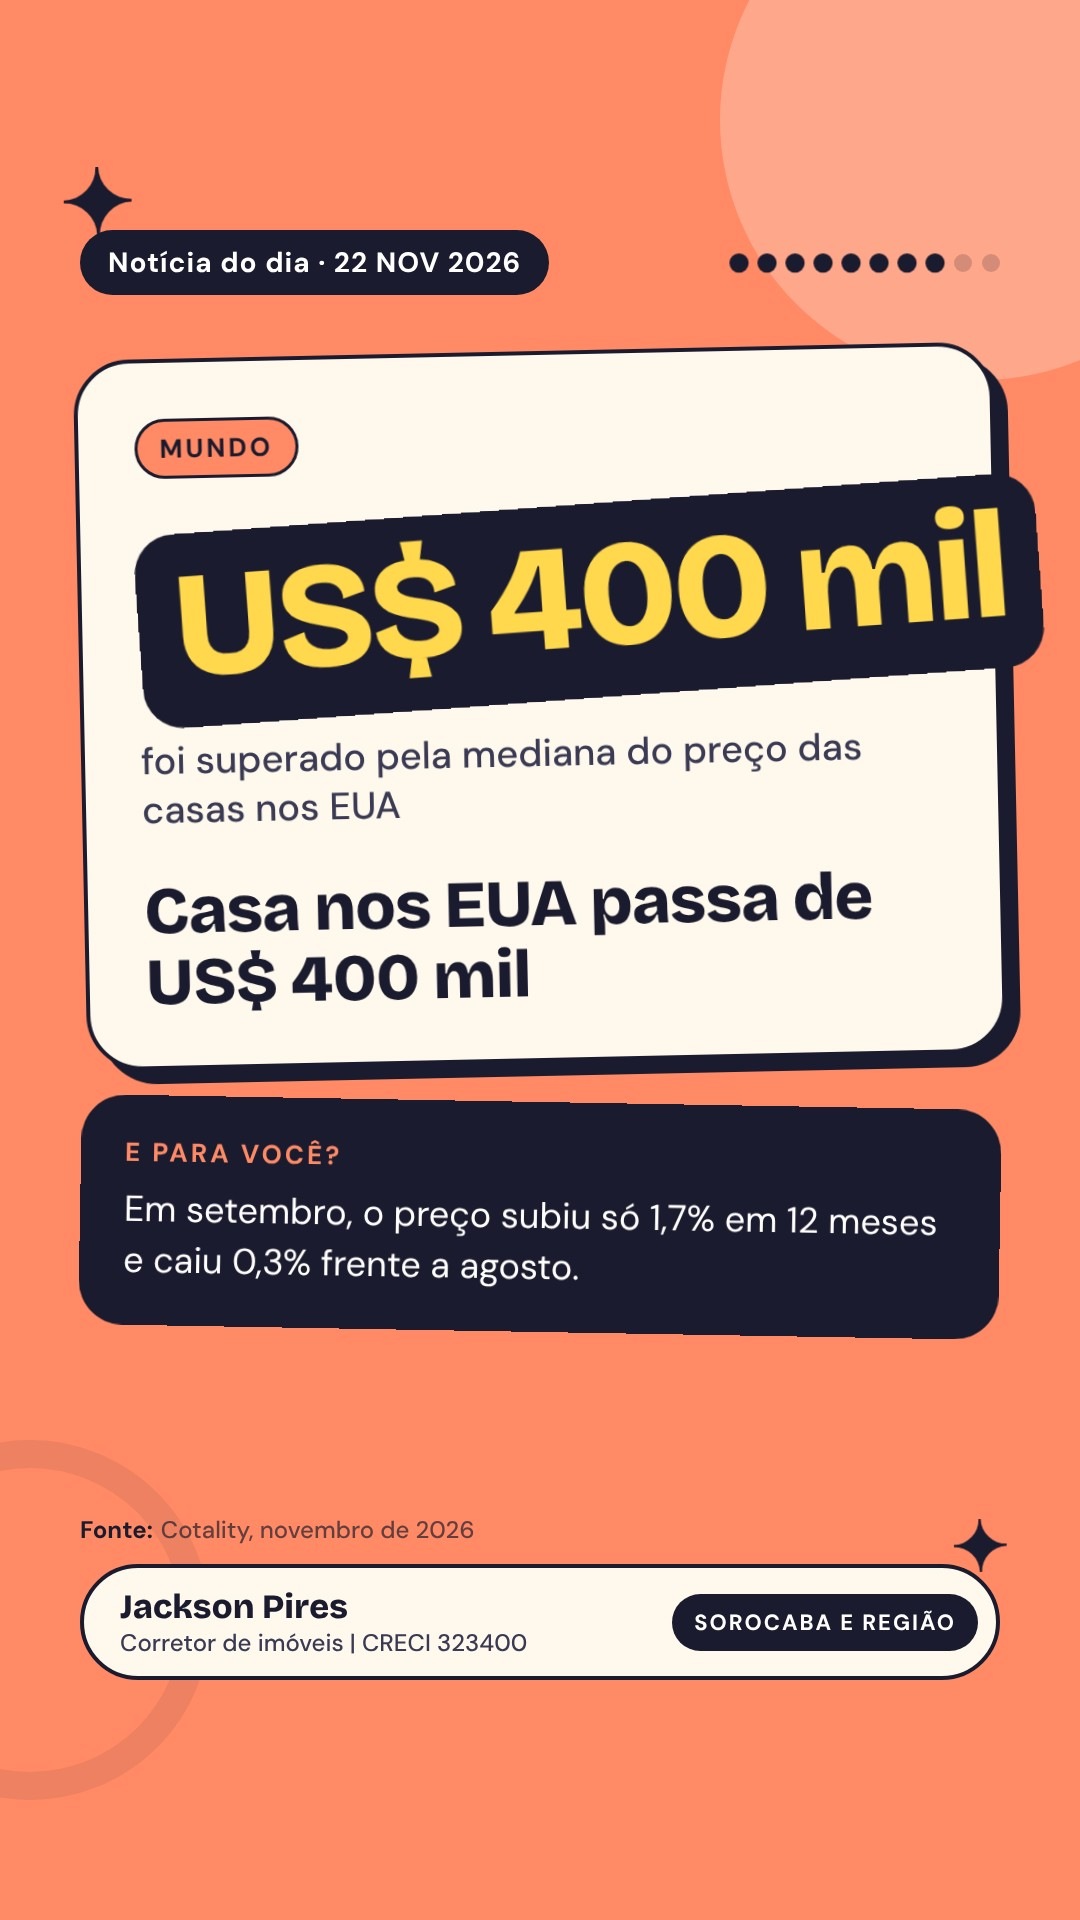 Notícia do dia · 22 NOV 2026
MUNDO
US$ 400 mil
foi superado pela mediana do preço das
casas nos EUA
Casa nos EUA passa de
US$ 400 mil
E PARA VOCÊ?
Em setembro, o preço subiu só 1,7% em 12 meses
e caiu 0,3% frente a agosto.
Fonte: Cotality, novembro de 2026
Jackson Pires
Corretor de imóveis | CRECI 323400
SOROCABA E REGIÃO